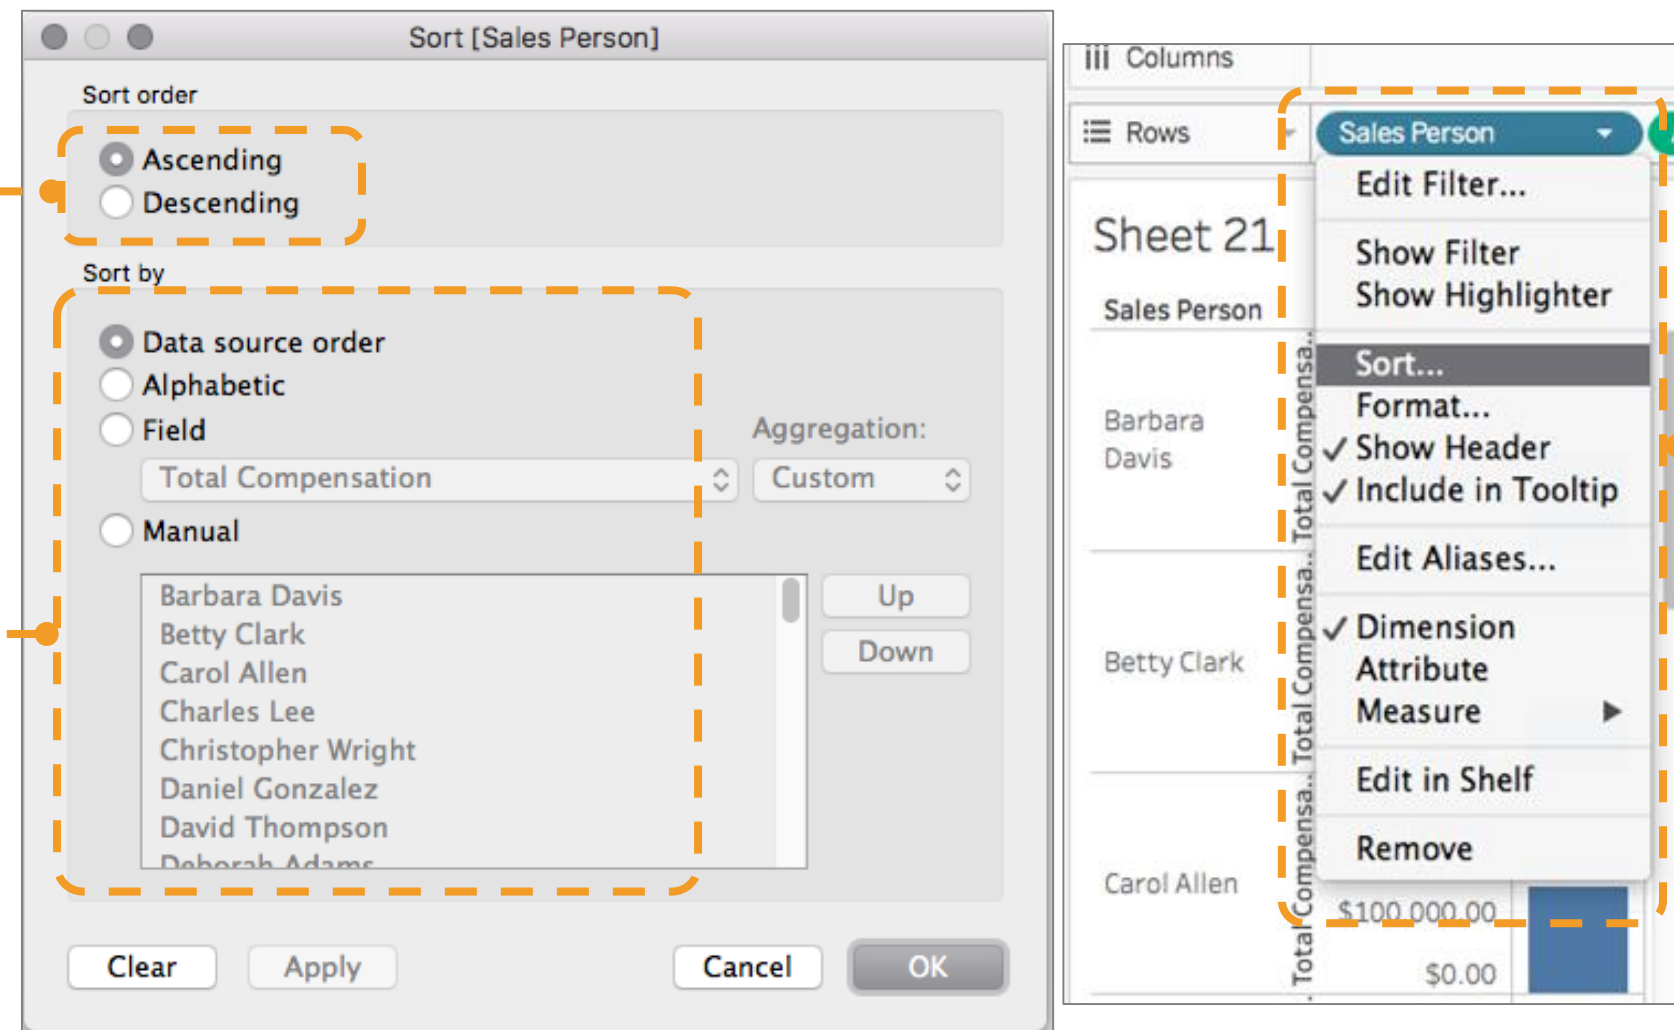 Sort [Sales Person]
Sort order
Ascending
Descending
Sort by
Data source order
Alphabetic
Field
Aggregation:
Total Compensation
Custom
Manual
Barbara Davis
Betty Clark
Carol Allen
Charles Lee
Christopher Wright
Daniel Gonzalez
David Thompson
Deborah Adams
Up
Down
Clear
Apply
Cancel
OK
Columns
Rows
Sales Person
Edit Filter...
Show Filter
Show Highlighter
Sort...
Format...
Show Header
Include in Tooltip
Edit Aliases...
Dimension
Attribute
Measure
Edit in Shelf
Remove
Sheet 21
Sales Person
Barbara
Davis
Total Compensa..
Betty Clark
Total Compensa..
Carol Allen
Total Compensa..
$100,000.00
$0.00